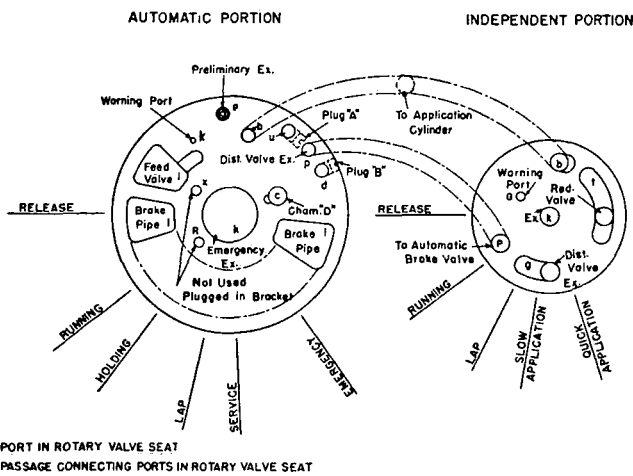 AUTOMATIC PORTION
INDEPENDENT PORTION
Preliminary Ex.
e
Warning Port
k
b
u
Plug "A"
To Application
Cylinder
Dist. Valve Ex.
p
Plug "B"
d
Feed
Valve i
x
c
Cham. "D"
k
Brake
Pipe i
R
Emergency
Ex.
Brake i
Pipe
Not Used
Plugged in Bracket
RELEASE
RUNNING
HOLDING
LAP
SERVICE
EMERGENCY
b
f
Warning
Port
a
Red.
Valve
Ex. k
RELEASE
To Automatic
Brake Valve
P
g
Dist.
Valve
Ex.
RUNNING
LAP
SLOW
APPLICATION
QUICK
APPLICATION
PORT IN ROTARY VALVE SEAT
PASSAGE CONNECTING PORTS IN ROTARY VALVE SEAT